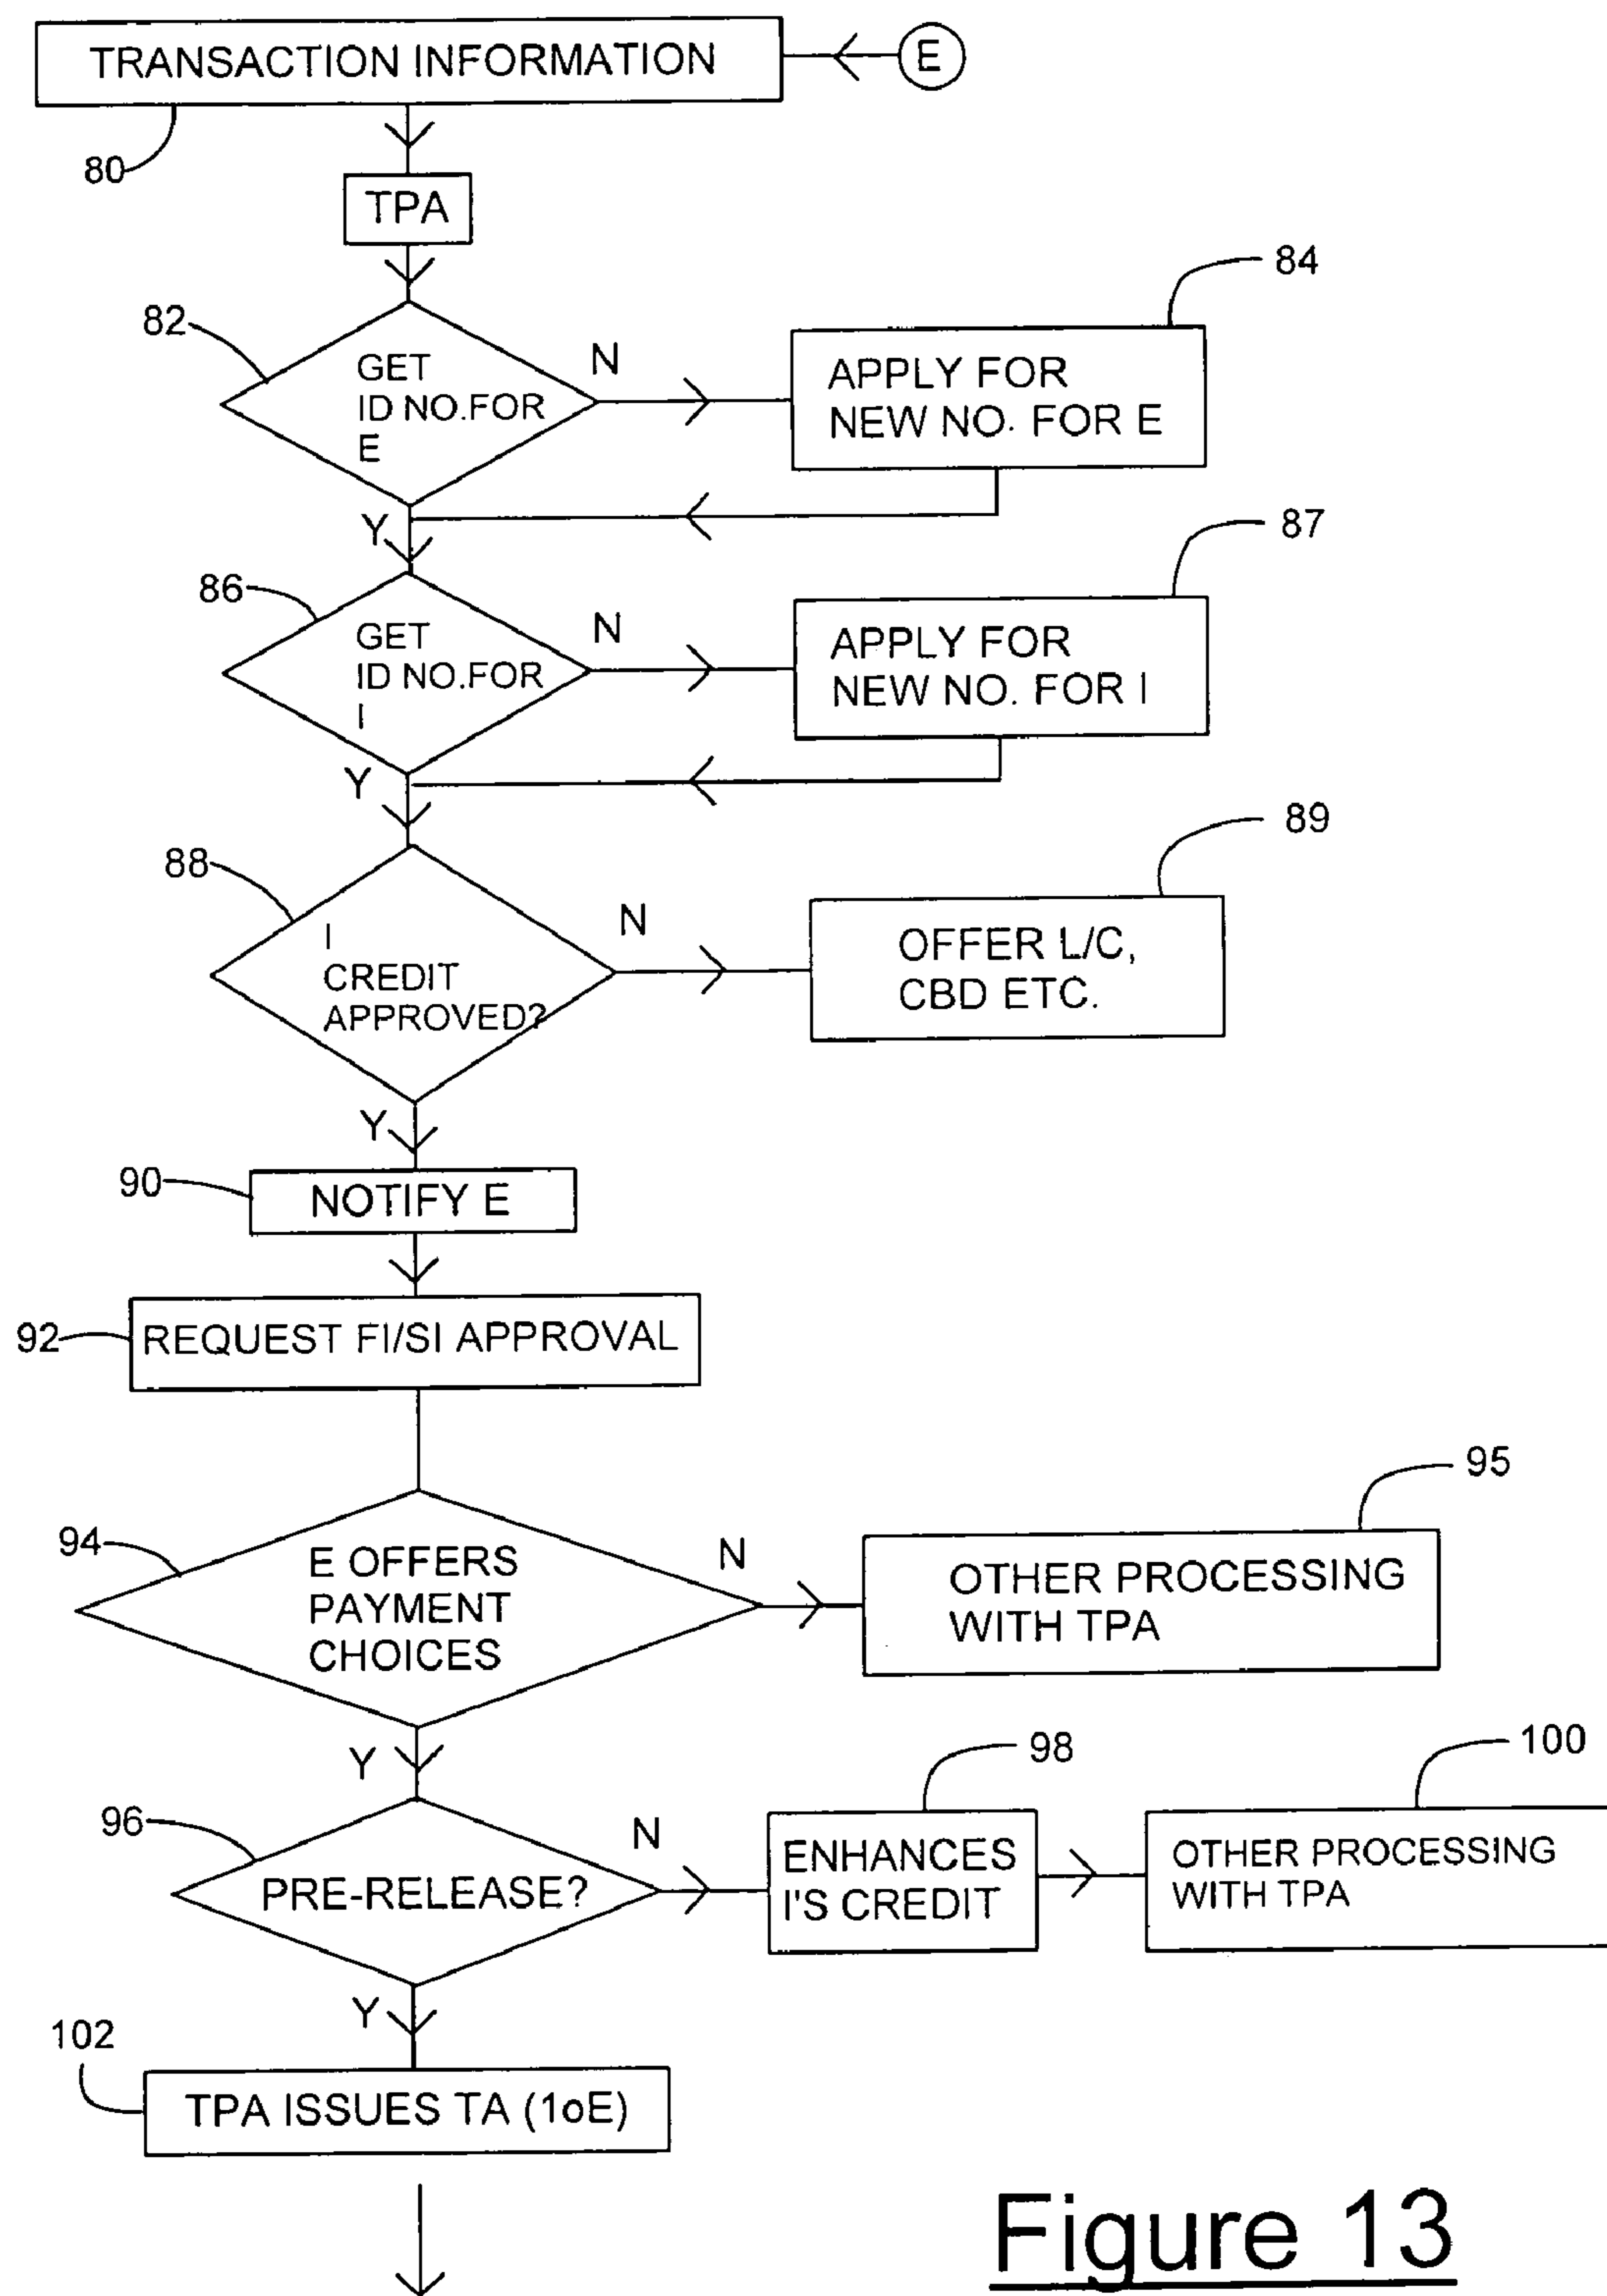 TRANSACTION INFORMATION
E
80
TPA
82
GET
ID NO.FOR
E
N
84
APPLY FOR
NEW NO. FOR E
Y
86
GET
ID NO.FOR
I
N
87
APPLY FOR
NEW NO. FOR I
Y
88
I
CREDIT
APPROVED?
N
89
OFFER L/C,
CBD ETC.
Y
90
NOTIFY E
92
REQUEST FI/SI APPROVAL
94
E OFFERS
PAYMENT
CHOICES
N
95
OTHER PROCESSING
WITH TPA
Y
96
PRE-RELEASE?
N
98
ENHANCES
I'S CREDIT
100
OTHER PROCESSING
WITH TPA
Y
102
TPA ISSUES TA (1oE)
Figure 13